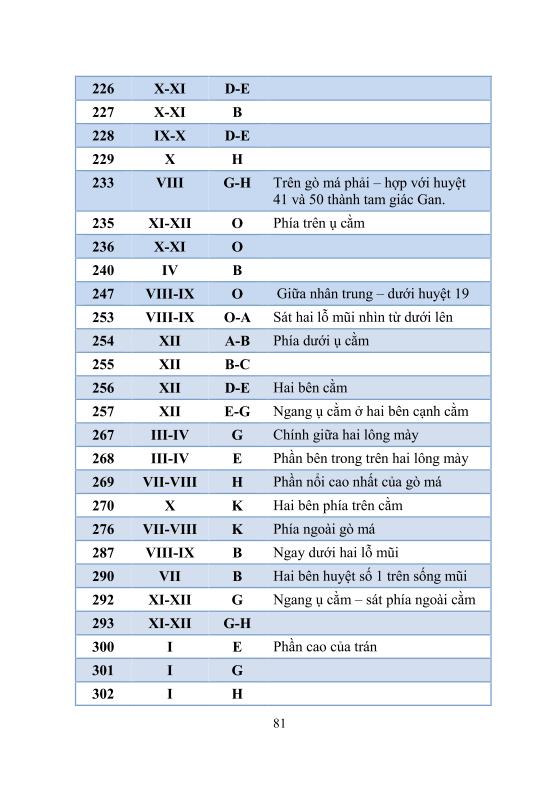 226 X-XI D-E
227 X-XI B
228 IX-X D-E
229 X H
233 VIII G-H Trên gò má phải – hợp với huyệt
41 và 50 thành tam giác Gan.
235 XI-XII O Phía trên ụ cằm
236 X-XI O
240 IV B
247 VIII-IX O Giữa nhân trung – dưới huyệt 19
253 VIII-IX O-A Sát hai lỗ mũi nhìn từ dưới lên
254 XII A-B Phía dưới ụ cằm
255 XII B-C
256 XII D-E Hai bên cằm
257 XII E-G Ngang ụ cằm ở hai bên cạnh cằm
267 III-IV G Chính giữa hai lông mày
268 III-IV E Phần bên trong trên hai lông mày
269 VII-VIII H Phần nổi cao nhất của gò má
270 X K Hai bên phía trên cằm
276 VII-VIII K Phía ngoài gò má
287 VIII-IX B Ngay dưới hai lỗ mũi
290 VII B Hai bên huyệt số 1 trên sống mũi
292 XI-XII G Ngang ụ cằm – sát phía ngoài cằm
293 XI-XII G-H
300 I E Phần cao của trán
301 I G
302 I H
81